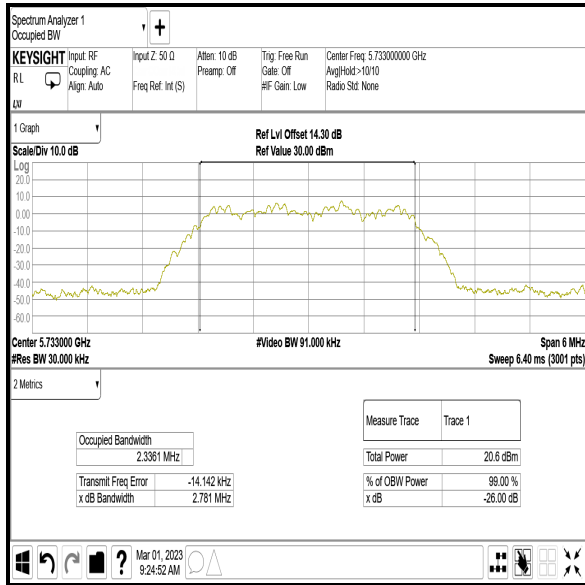 Spectrum Analyzer 1
Occupied BW
+
KEYSIGHT
RL
LXI
Input: RF
Coupling: AC
Align: Auto
Input Z: 50 Ω
Freq Ref: Int (S)
Atten: 10 dB
Preamp: Off
Trig: Free Run
Gate: Off
#IF Gain: Low
Center Freq: 5.733000000 GHz
Avg|Hold:>10/10
Radio Std: None
1 Graph
Scale/Div 10.0 dB
Ref Lvl Offset 14.30 dB
Ref Value 30.00 dBm
Log
20.0
10.0
0.00
-10.0
-20.0
-30.0
-40.0
-50.0
-60.0
Center 5.733000 GHz
#Res BW 30.000 kHz
#Video BW 91.000 kHz
Span 6 MHz
Sweep 6.40 ms (3001 pts)
2 Metrics
Occupied Bandwidth
2.3361 MHz
Transmit Freq Error -14.142 kHz
x dB Bandwidth 2.781 MHz
Measure Trace Trace 1
Total Power 20.6 dBm
% of OBW Power 99.00 %
x dB -26.00 dB
?
Mar 01, 2023
9:24:52 AM